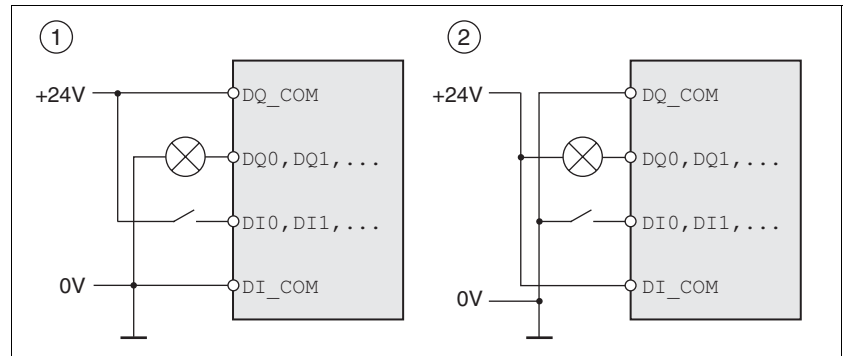 1
+24V
DQ_COM
DQ0,DQ1,...
DI0,DI1,...
0V
DI_COM
2
+24V
DQ_COM
DQ0,DQ1,...
DI0,DI1,...
DI_COM
0V